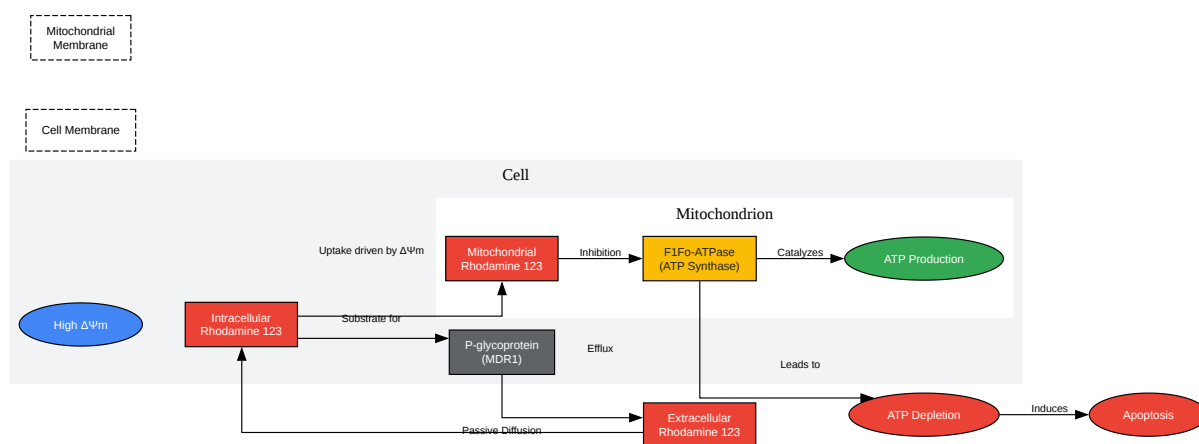 Mitochondrial
Membrane
Cell Membrane
Cell
Mitochondrion
Uptake driven by ΔΨm
Mitochondrial
Rhodamine 123
Inhibition
F1Fo-ATPase
(ATP Synthase)
Catalyzes
ATP Production
High ΔΨm
Intracellular
Rhodamine 123
Substrate for
P-glycoprotein
(MDR1)
Efflux
Leads to
Passive Diffusion
Extracellular
Rhodamine 123
ATP Depletion
Induces
Apoptosis